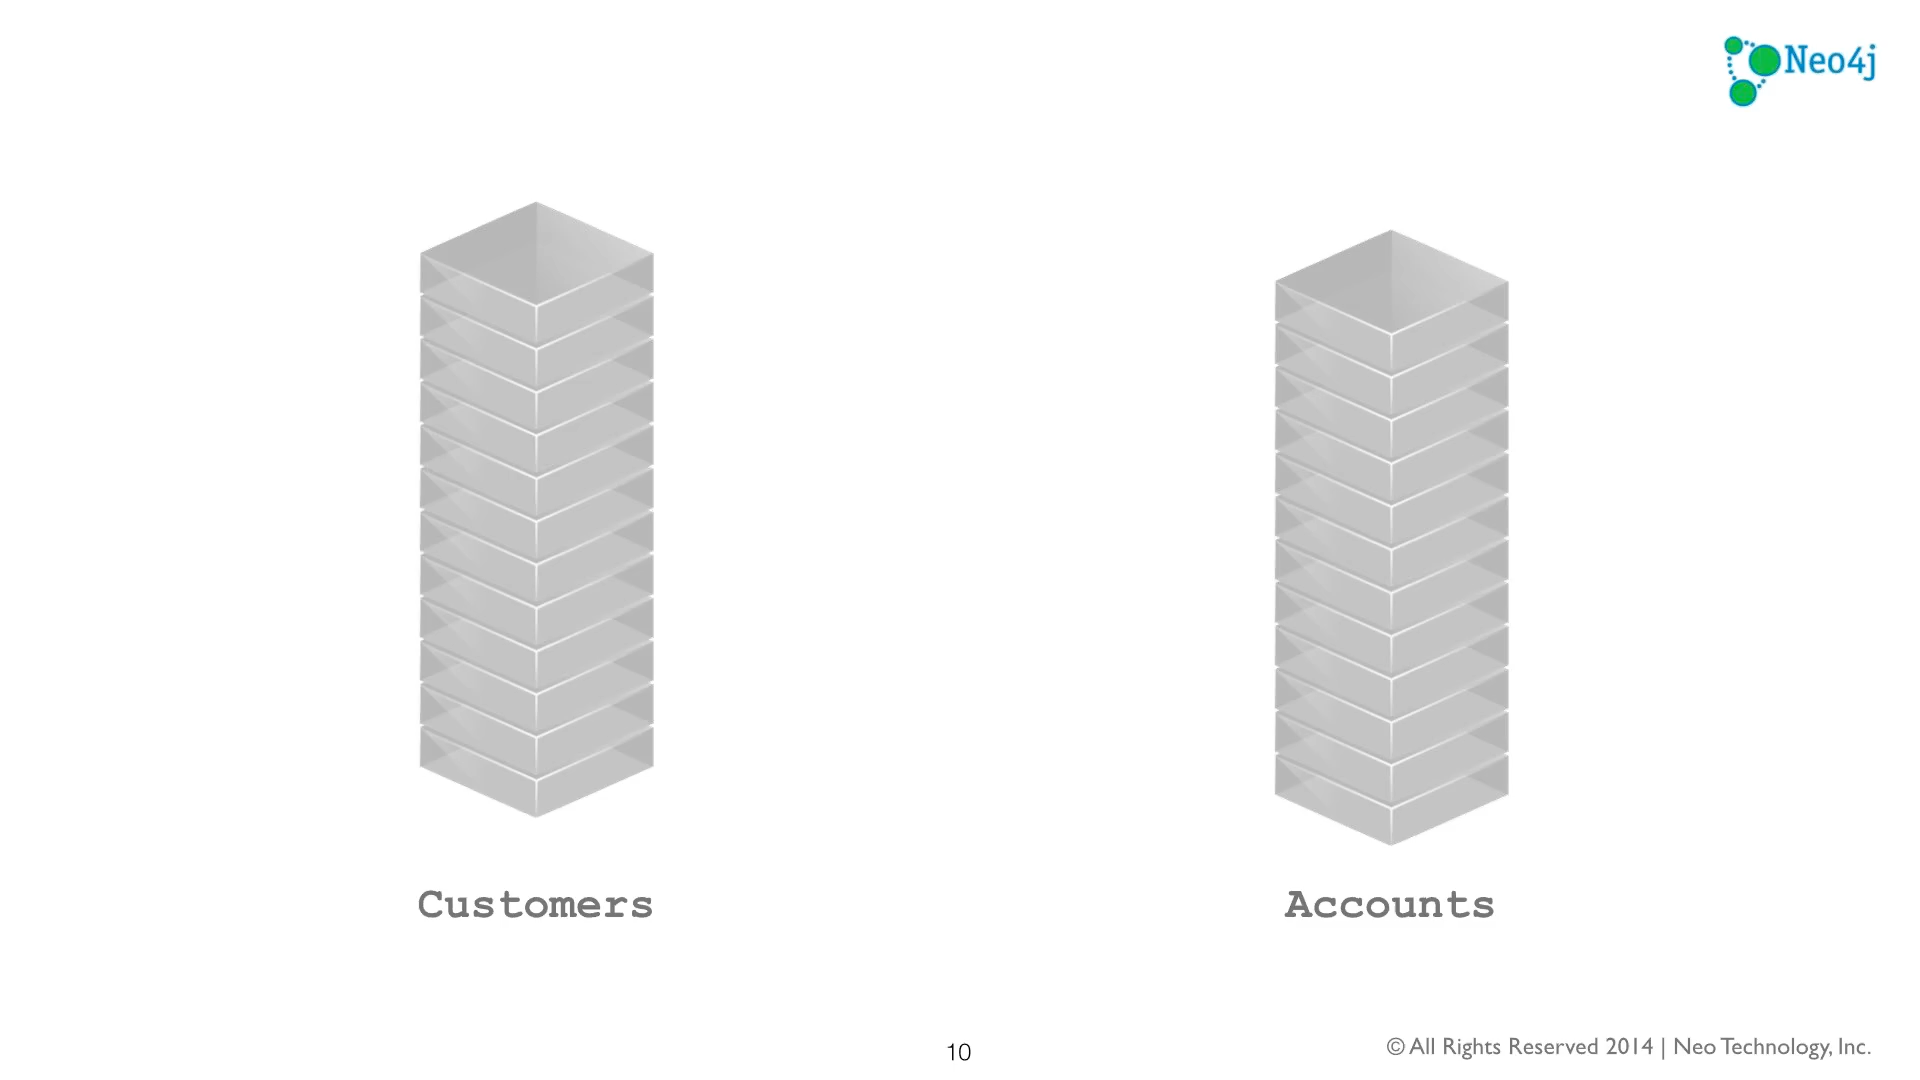 Neo4j
Customers
Accounts
10
© All Rights Reserved 2014 | Neo Technology, Inc.